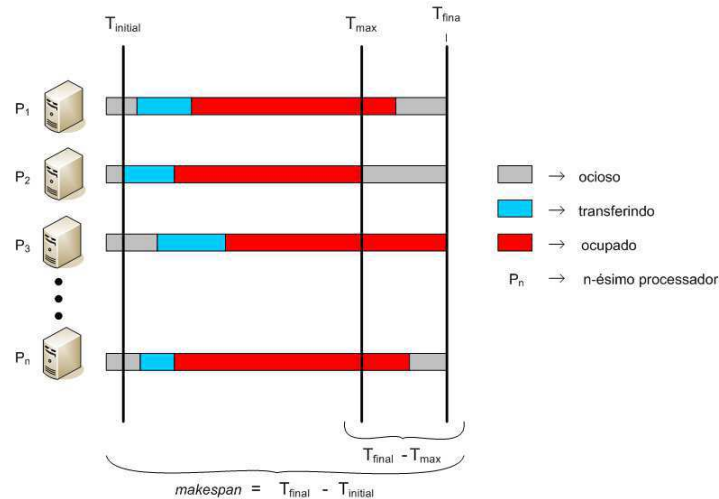 T_initial T_max T_fina
P_1
P_2
P_3
P_n
→ ocioso
→ transferindo
→ ocupado
P_n → n-ésimo processador
T_final - T_max
makespan = T_final - T_initial